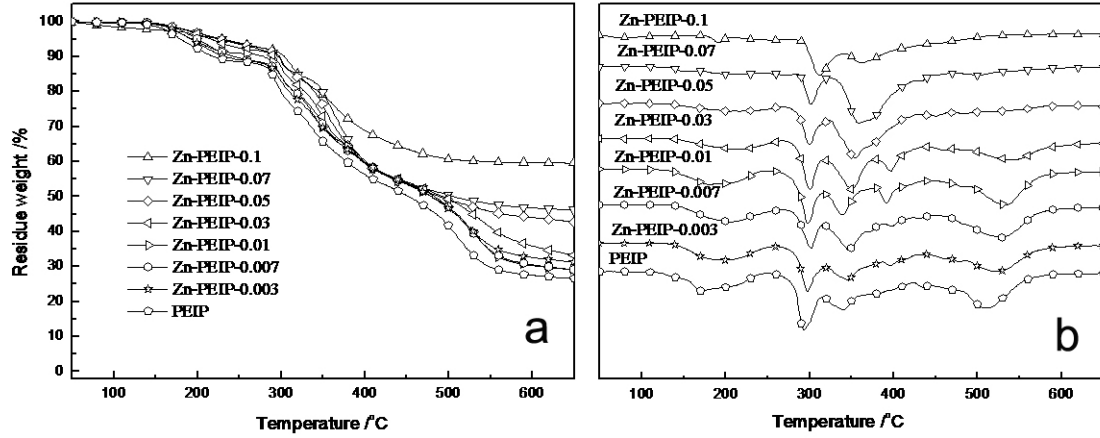 100
90
80
70
60
50
40
30
20
10
0
Residue weight /%
Zn-PEIP-0.1
Zn-PEIP-0.07
Zn-PEIP-0.05
Zn-PEIP-0.03
Zn-PEIP-0.01
Zn-PEIP-0.007
Zn-PEIP-0.003
PEIP
a
100 200 300 400 500 600
Temperature /°C
Zn-PEIP-0.1
Zn-PEIP-0.07
Zn-PEIP-0.05
Zn-PEIP-0.03
Zn-PEIP-0.01
Zn-PEIP-0.007
Zn-PEIP-0.003
PEIP
b
100 200 300 400 500 600
Temperature /°C